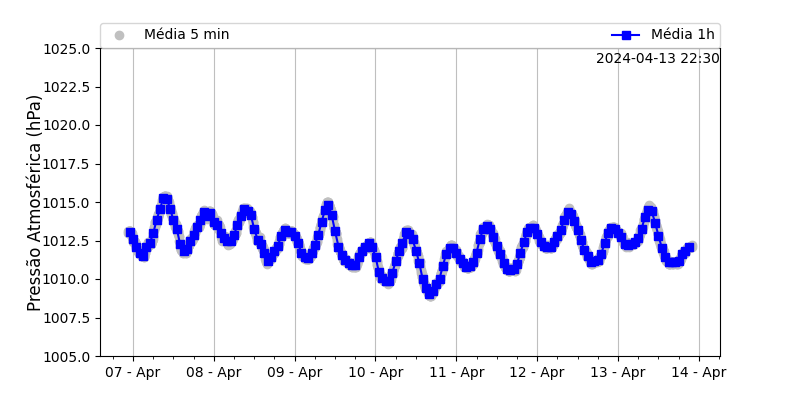 Média 5 min
Média 1h
2024-04-13 22:30
Pressão Atmosférica (hPa)
1025.0
1022.5
1020.0
1017.5
1015.0
1012.5
1010.0
1007.5
1005.0
07 - Apr
08 - Apr
09 - Apr
10 - Apr
11 - Apr
12 - Apr
13 - Apr
14 - Apr